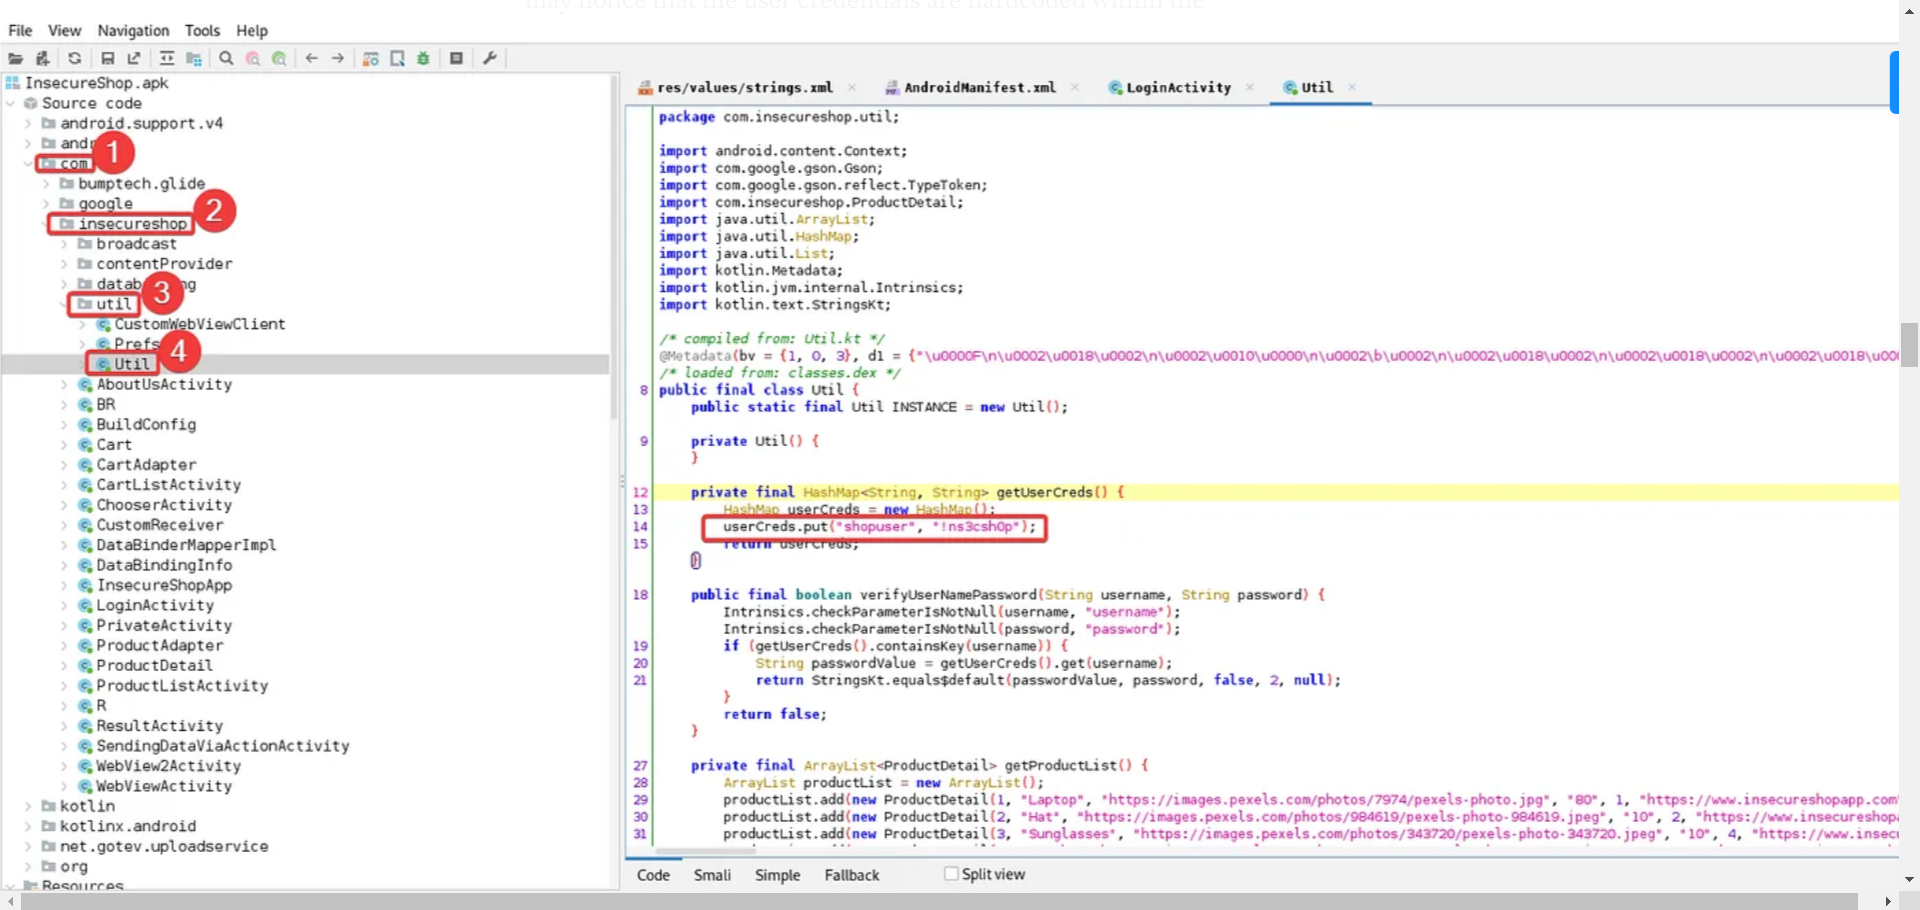 may notice that the user credentials are hardcoded within the
File View Navigation Tools Help
InsecureShop.apk
Source code
android.support.v4
1
com
bumptech.glide
google
2
insecureshop
broadcast
contentProvider
3
util
CustomWebViewClient
Prefs
4
Util
AboutUsActivity
BR
BuildConfig
Cart
CartAdapter
CartListActivity
ChooserActivity
CustomReceiver
DataBinderMapperImpl
DataBindingInfo
InsecureShopApp
LoginActivity
PrivateActivity
ProductAdapter
ProductDetail
ProductListActivity
R
ResultActivity
SendingDataViaActionActivity
WebView2Activity
WebViewActivity
kotlin
kotlinx.android
net.gotev.uploadservice
org
Resources
res/values/strings.xml AndroidManifest.xml LoginActivity Util
package com.insecureshop.util;
import android.content.Context;
import com.google.gson.Gson;
import com.google.gson.reflect.TypeToken;
import com.insecureshop.ProductDetail;
import java.util.ArrayList;
import java.util.HashMap;
import java.util.List;
import kotlin.Metadata;
import kotlin.jvm.internal.Intrinsics;
import kotlin.text.StringsKt;
/* compiled from: Util.kt */
@Metadata(bv = {1, 0, 3}, d1 = {"\u0000F\n\u0002\u0018\u0002\n\u0002\u0010\u0000\n\u0002\b\u0002\n\u0002\u0018\u0002\n\u0002\u0018\u0002\n\u0002\u0018\u00
/* loaded from: classes.dex */
8 public final class Util {
public static final Util INSTANCE = new Util();
9 private Util() {
}
12 private final HashMap<String, String> getUserCreds() {
13 HashMap userCreds = new HashMap();
14 userCreds.put("shopuser", "!ns3csh0p");
15 return userCreds;
}
18 public final boolean verifyUserNamePassword(String username, String password) {
Intrinsics.checkParameterIsNotNull(username, "username");
Intrinsics.checkParameterIsNotNull(password, "password");
19 if (getUserCreds().containsKey(username)) {
20 String passwordValue = getUserCreds().get(username);
21 return StringsKt.equals$default(passwordValue, password, false, 2, null);
}
return false;
}
27 private final ArrayList<ProductDetail> getProductList() {
28 ArrayList productList = new ArrayList();
29 productList.add(new ProductDetail(1, "Laptop", "https://images.pexels.com/photos/7974/pexels-photo.jpg", "80", 1, "https://www.insecureshopapp.com
30 productList.add(new ProductDetail(2, "Hat", "https://images.pexels.com/photos/984619/pexels-photo-984619.jpeg", "10", 2, "https://www.insecureshopa
31 productList.add(new ProductDetail(3, "Sunglasses", "https://images.pexels.com/photos/343720/pexels-photo-343720.jpeg", "10", 4, "https://www.insec
Code Smali Simple Fallback Split view